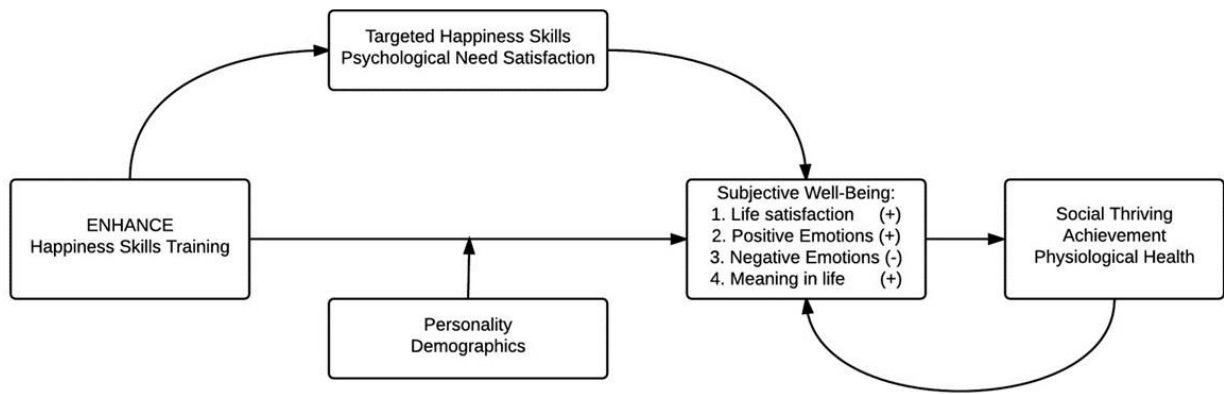 Targeted Happiness Skills
Psychological Need Satisfaction
ENHANCE
Happiness Skills Training
Subjective Well-Being:
1. Life satisfaction (+)
2. Positive Emotions (+)
3. Negative Emotions (-)
4. Meaning in life (+)
Social Thriving
Achievement
Physiological Health
Personality
Demographics